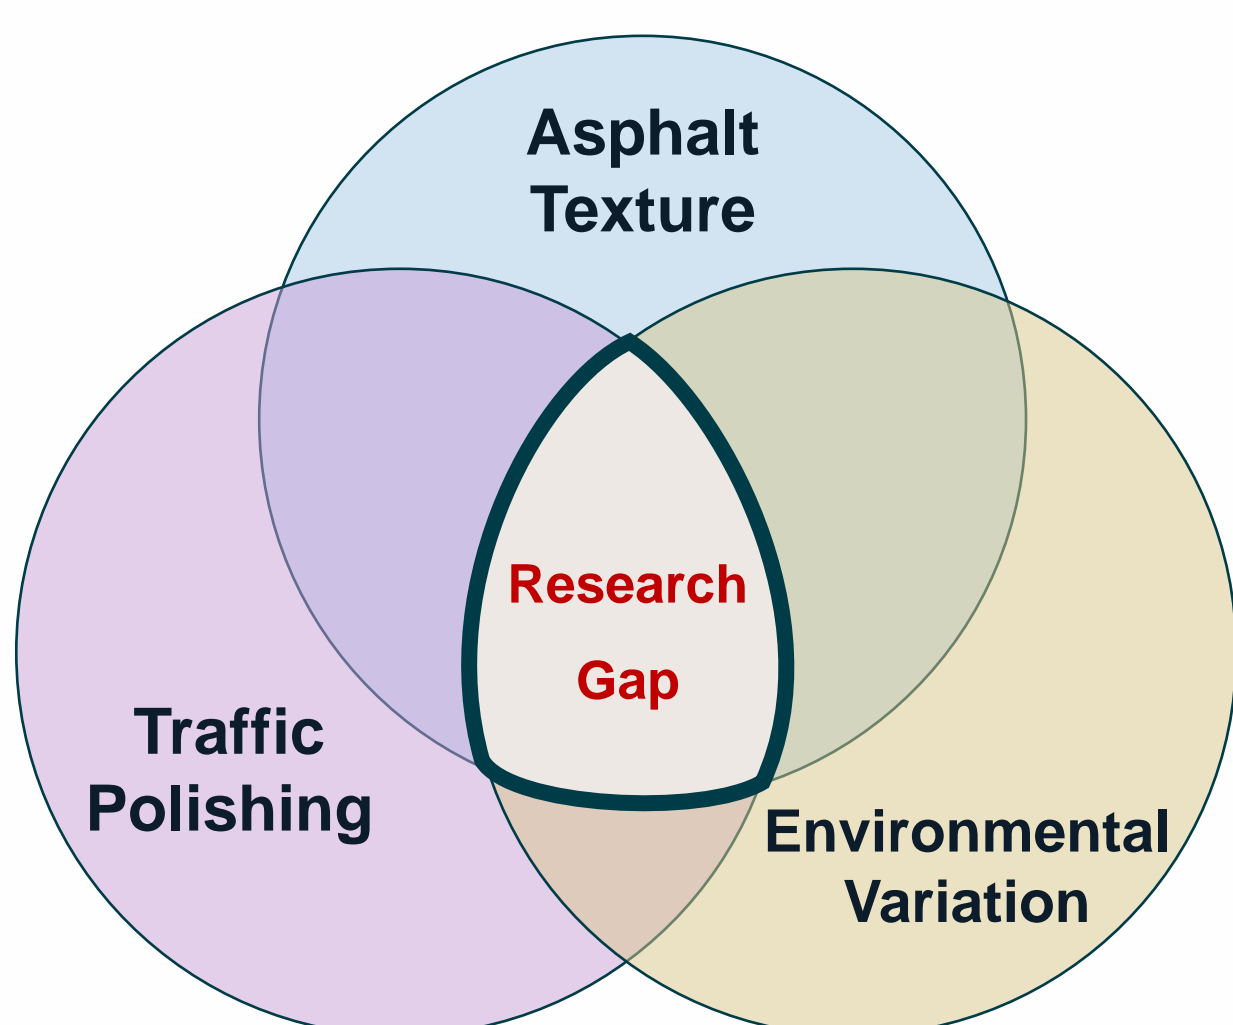 Asphalt
Texture
Research
Gap
Traffic
Polishing
Environmental
Variation